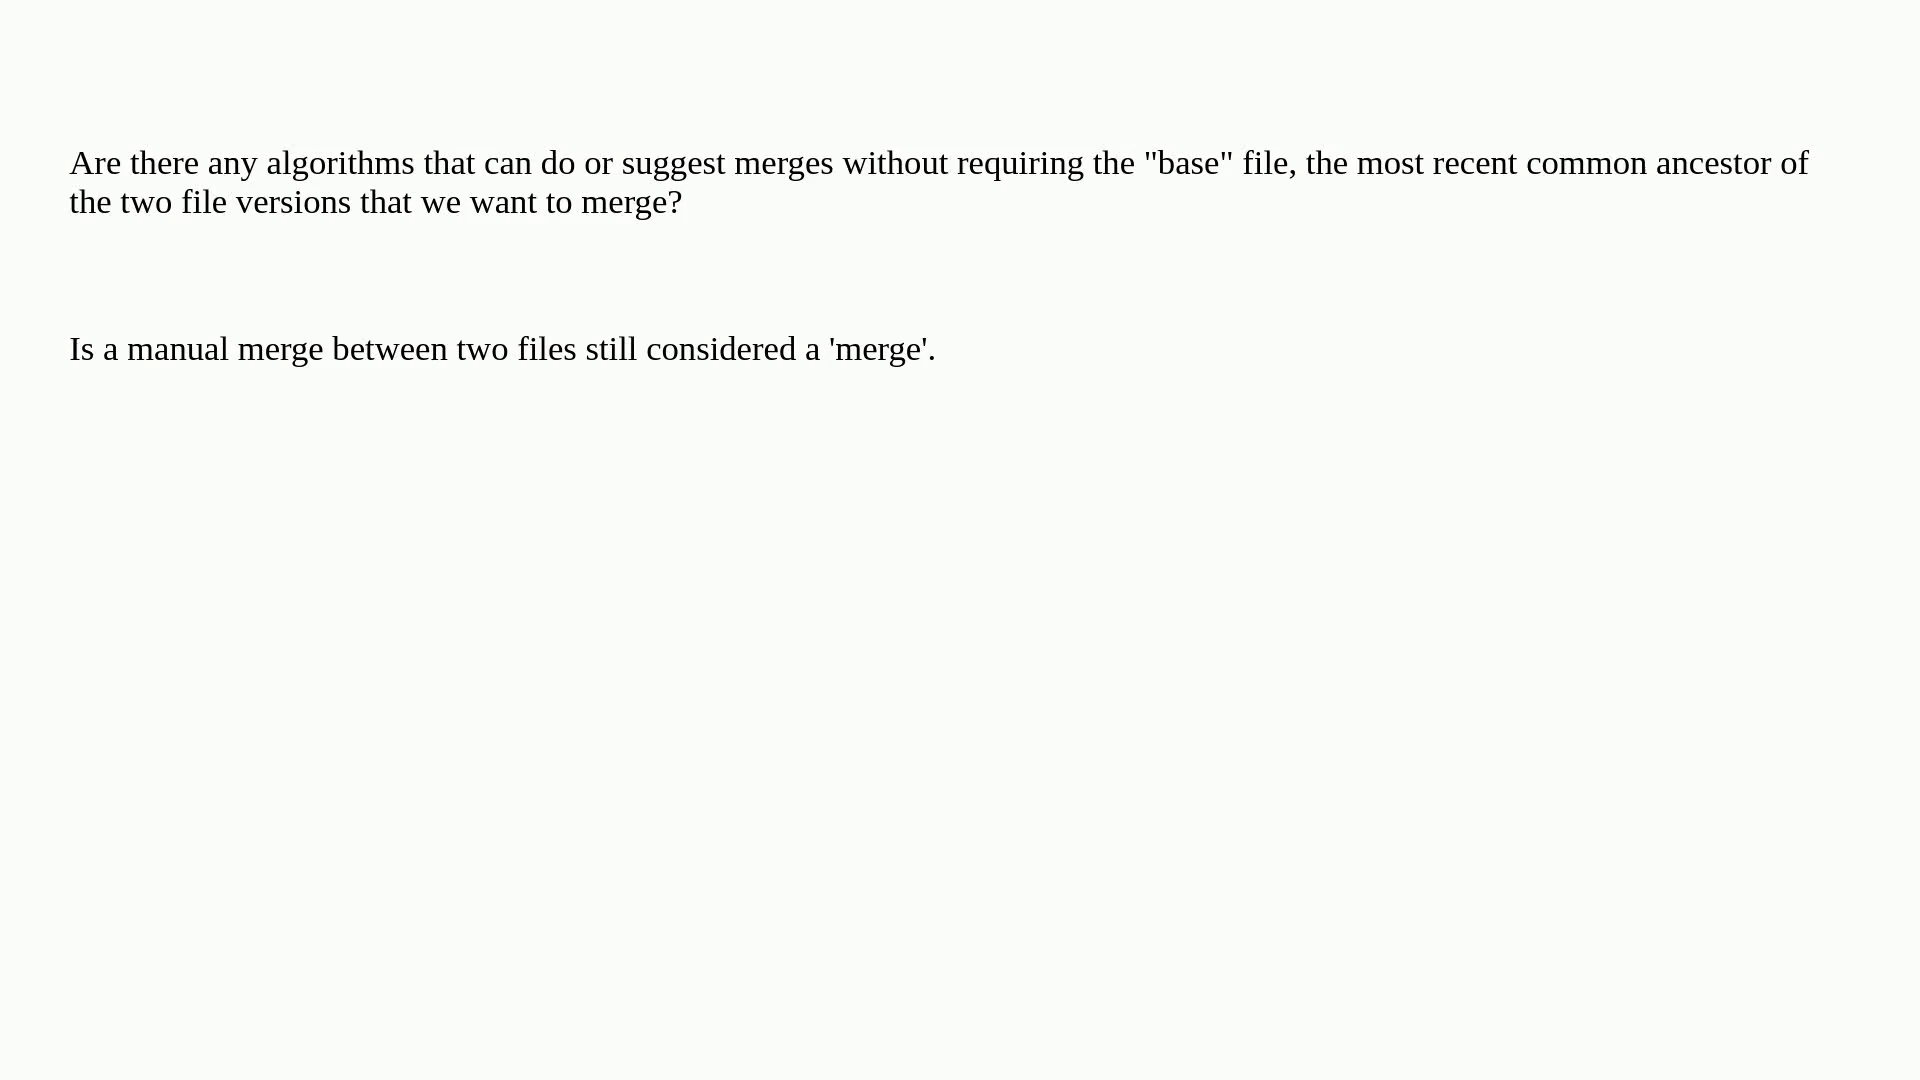 Are there any algorithms that can do or suggest merges without requiring the "base" file, the most recent common ancestor of
the two file versions that we want to merge?
Is a manual merge between two files still considered a 'merge'.